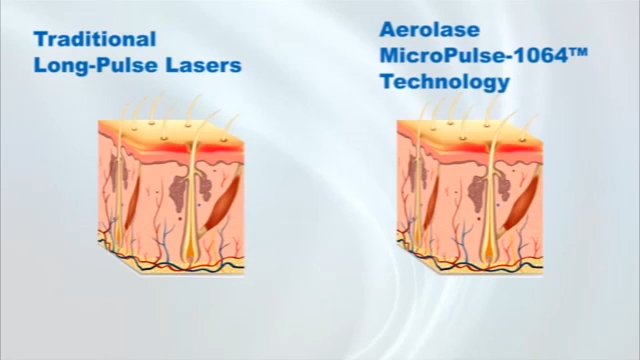 Traditional
Long-Pulse Lasers
Aerolase
MicroPulse-1064™
Technology